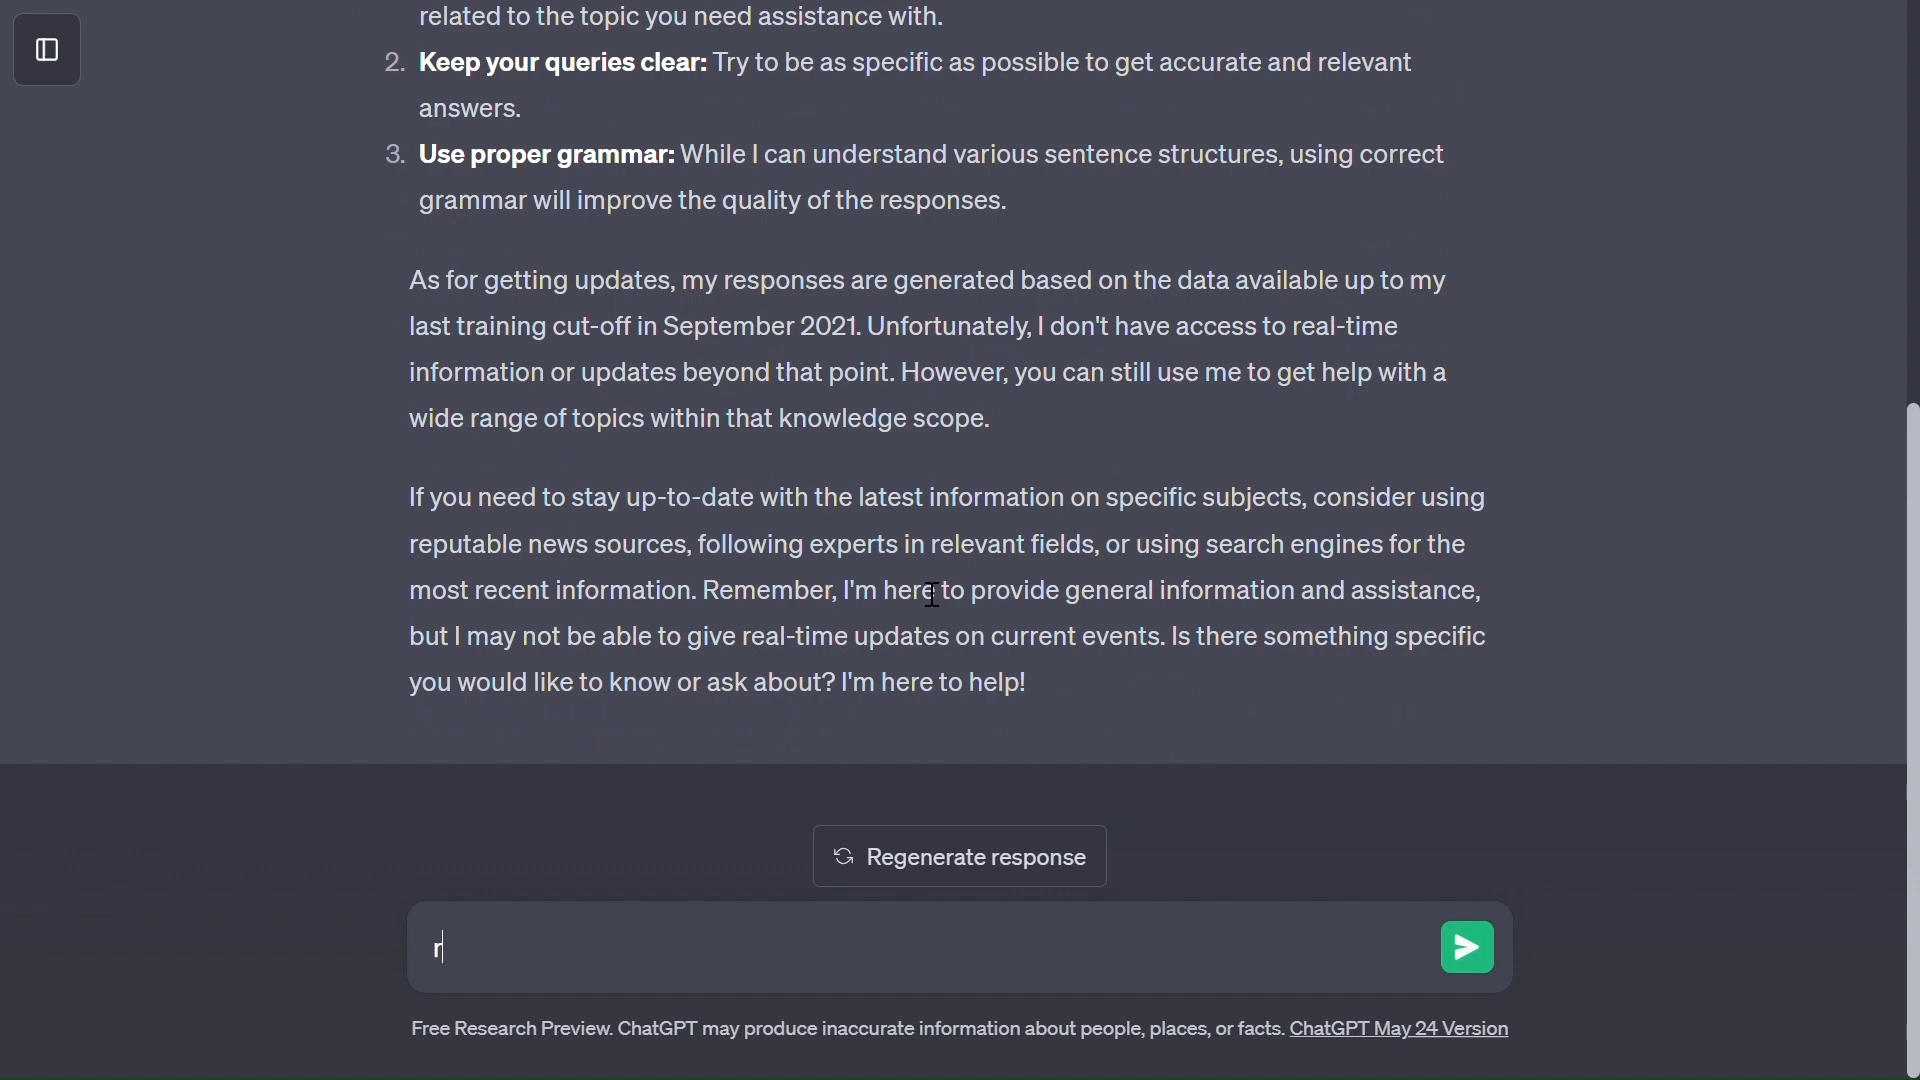 related to the topic you need assistance with.
2. Keep your queries clear: Try to be as specific as possible to get accurate and relevant
answers.
3. Use proper grammar: While I can understand various sentence structures, using correct
grammar will improve the quality of the responses.
As for getting updates, my responses are generated based on the data available up to my
last training cut-off in September 2021. Unfortunately, I don't have access to real-time
information or updates beyond that point. However, you can still use me to get help with a
wide range of topics within that knowledge scope.
If you need to stay up-to-date with the latest information on specific subjects, consider using
reputable news sources, following experts in relevant fields, or using search engines for the
most recent information. Remember, I'm here to provide general information and assistance,
but I may not be able to give real-time updates on current events. Is there something specific
you would like to know or ask about? I'm here to help!
Regenerate response
r
Free Research Preview. ChatGPT may produce inaccurate information about people, places, or facts. ChatGPT May 24 Version